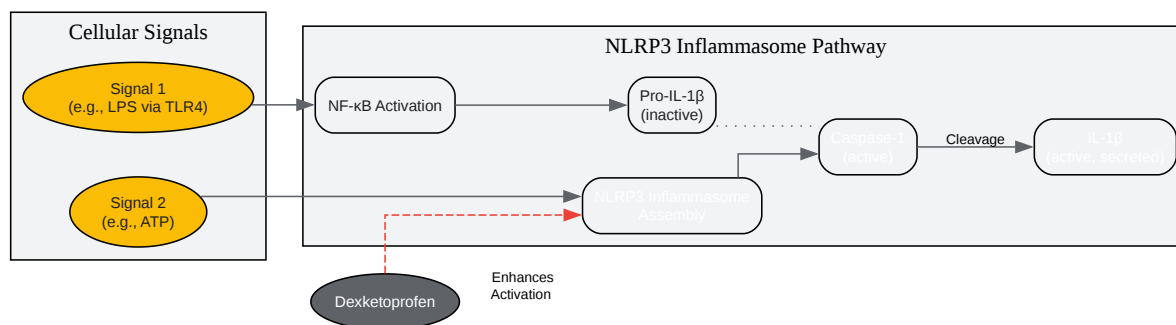 Cellular Signals
Signal 1
(e.g., LPS via TLR4)
Signal 2
(e.g., ATP)
NLRP3 Inflammasome Pathway
NF-κB Activation
Pro-IL-1β
(inactive)
Caspase-1
(active)
Cleavage
IL-1β
(active, secreted)
NLRP3 Inflammasome
Assembly
Dexketoprofen
Enhances
Activation